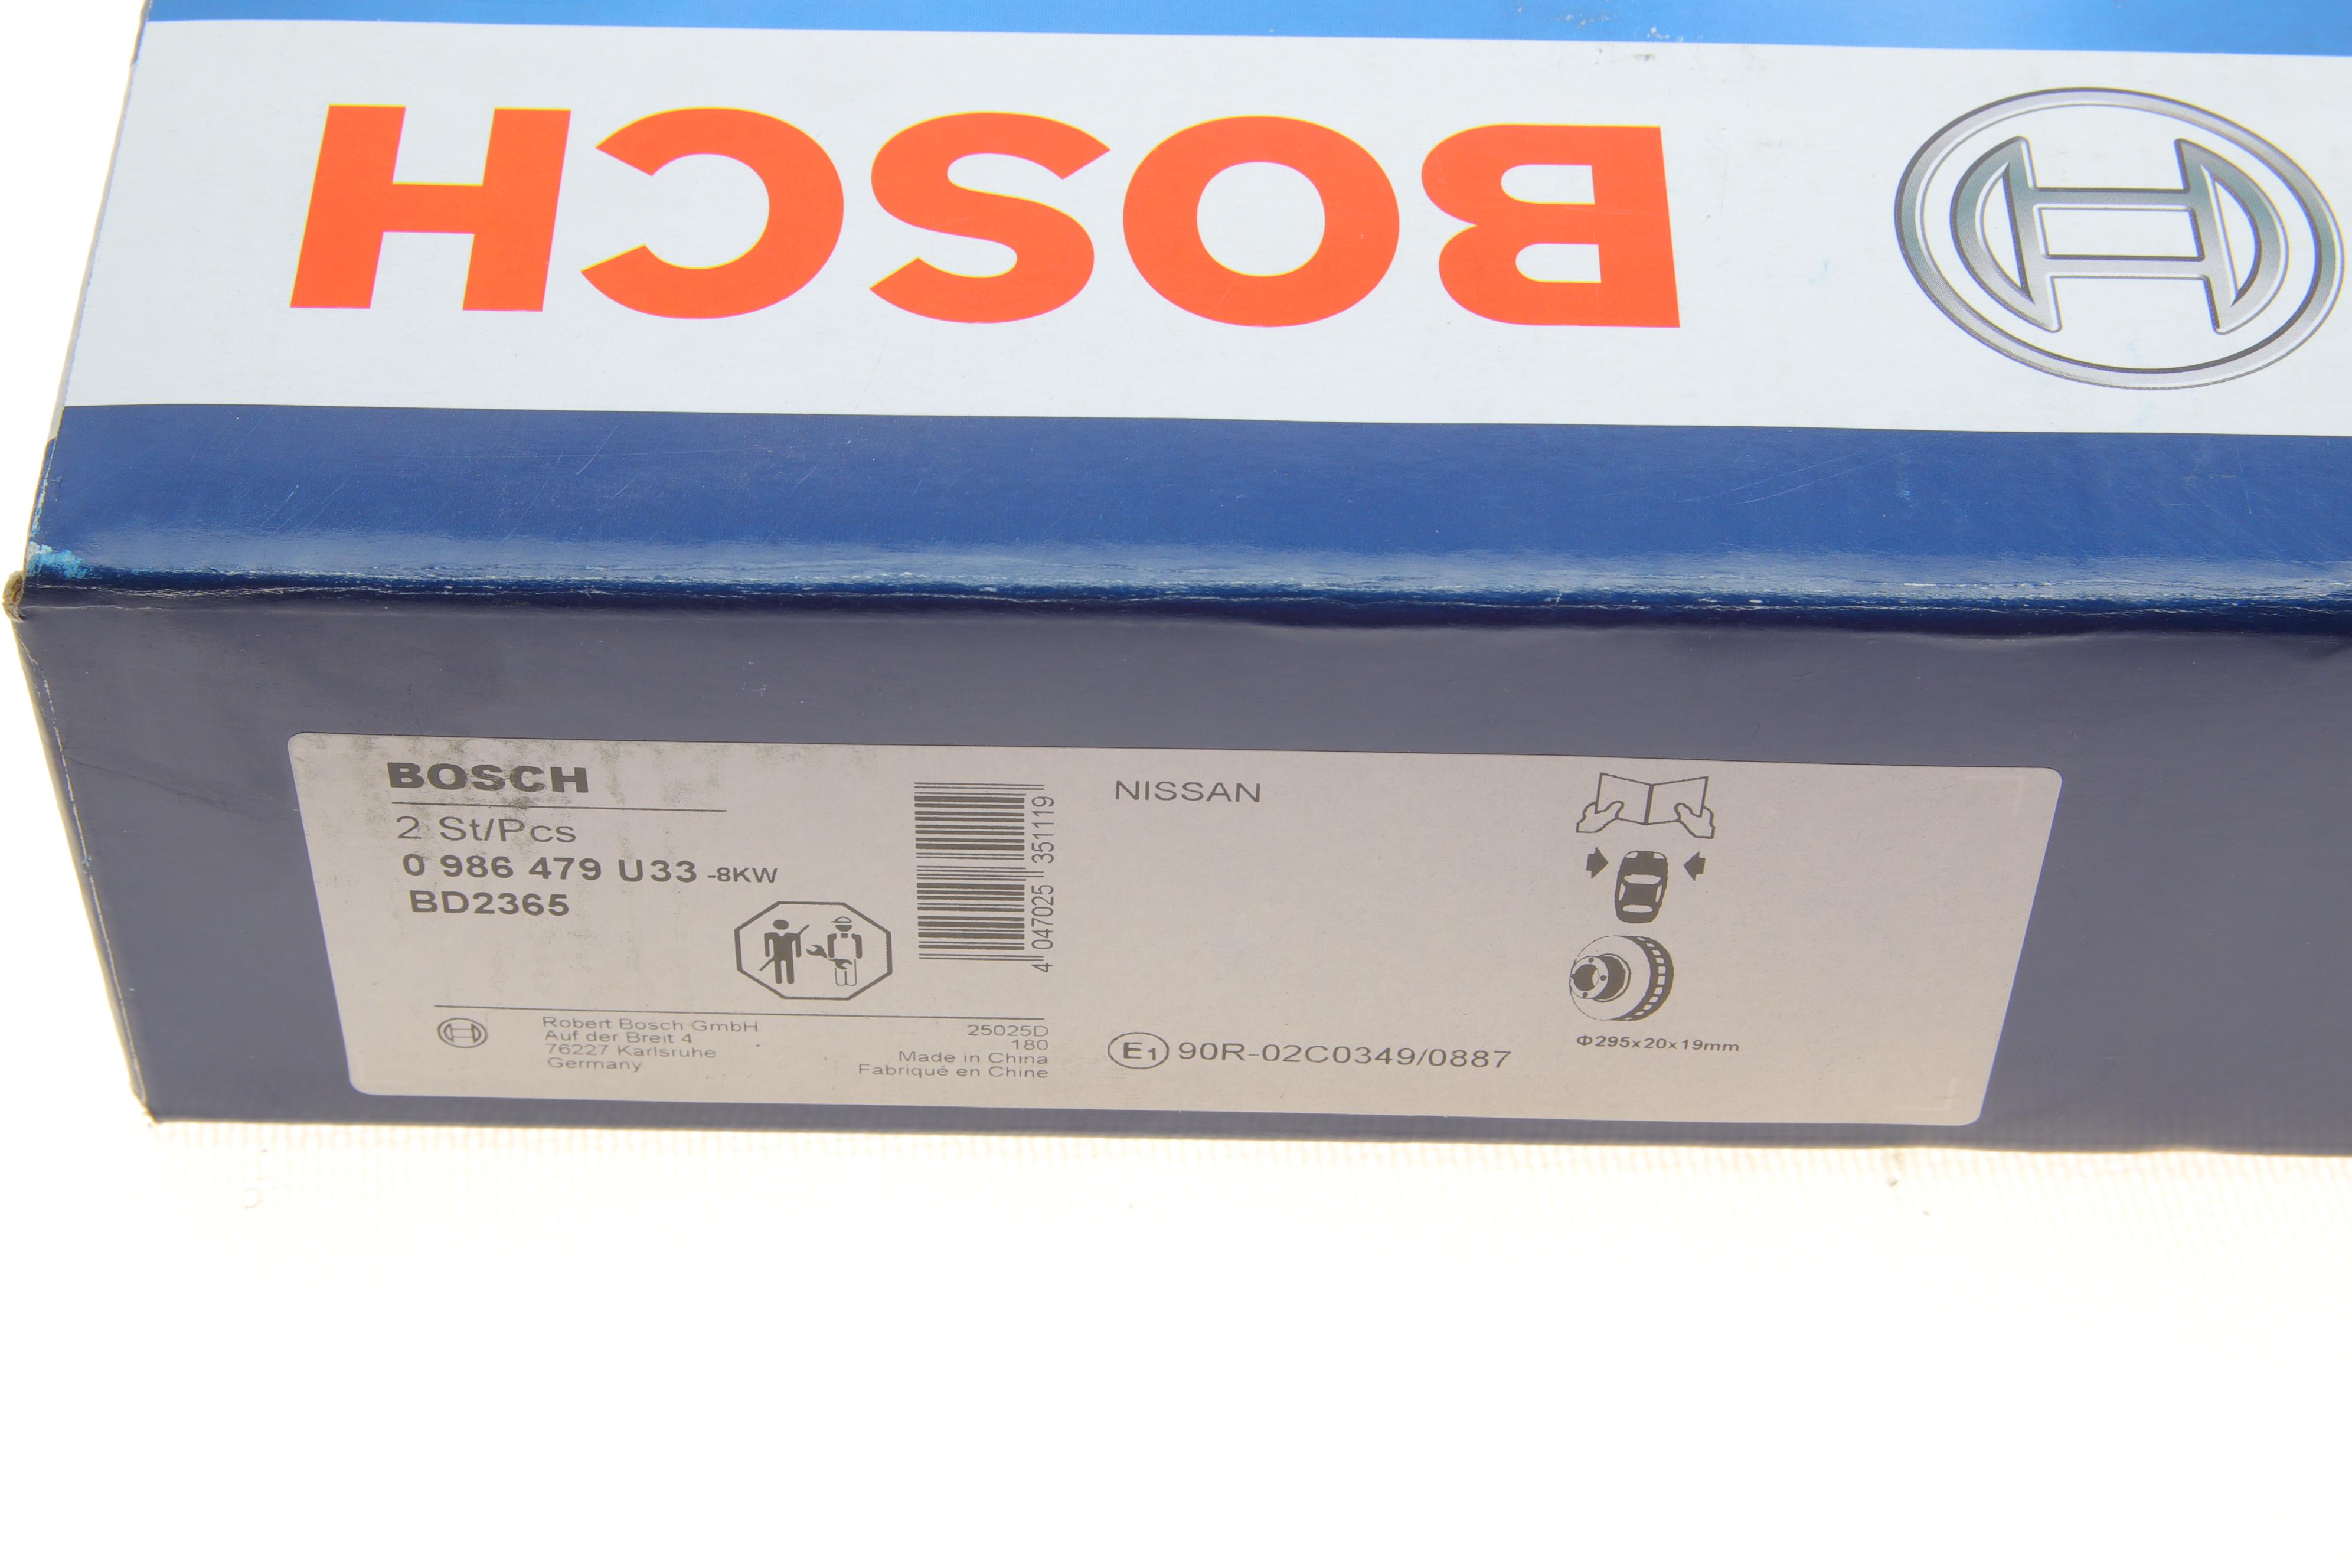 BOSCH
BOSCH
2 St/Pcs
0 986 479 U33 -8KW
BD2365
4 047025 351119
NISSAN
Robert Bosch GmbH
Auf der Breit 4
76227 Karlsruhe
Germany
25025D
180
Made in China
Fabriqué en Chine
E1 90R-02C0349/0887
Φ295x20x19mm